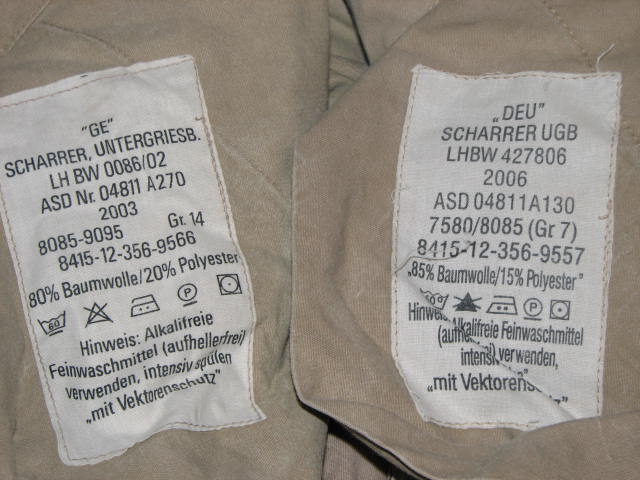 "GE"
SCHARRER, UNTERGRIESB.
LH BW 0086/02
ASD Nr. 04811 A270
2003
8085-9095 Gr. 14
8415-12-356-9566
80% Baumwolle/20% Polyester
60 P
Hinweis: Alkalifreie
Feinwaschmittel (aufhellerfrei)
verwenden, intensiv spülen
„mit Vektorenschutz"
„DEU"
SCHARRER UGB
LHBW 427806
2006
ASD 04811A130
7580/8085 (Gr 7)
8415-12-356-9557
„85% Baumwolle/15% Polyester"
60 P
Alkalifreie Feinwaschmittel
intensiv verwenden,
„mit